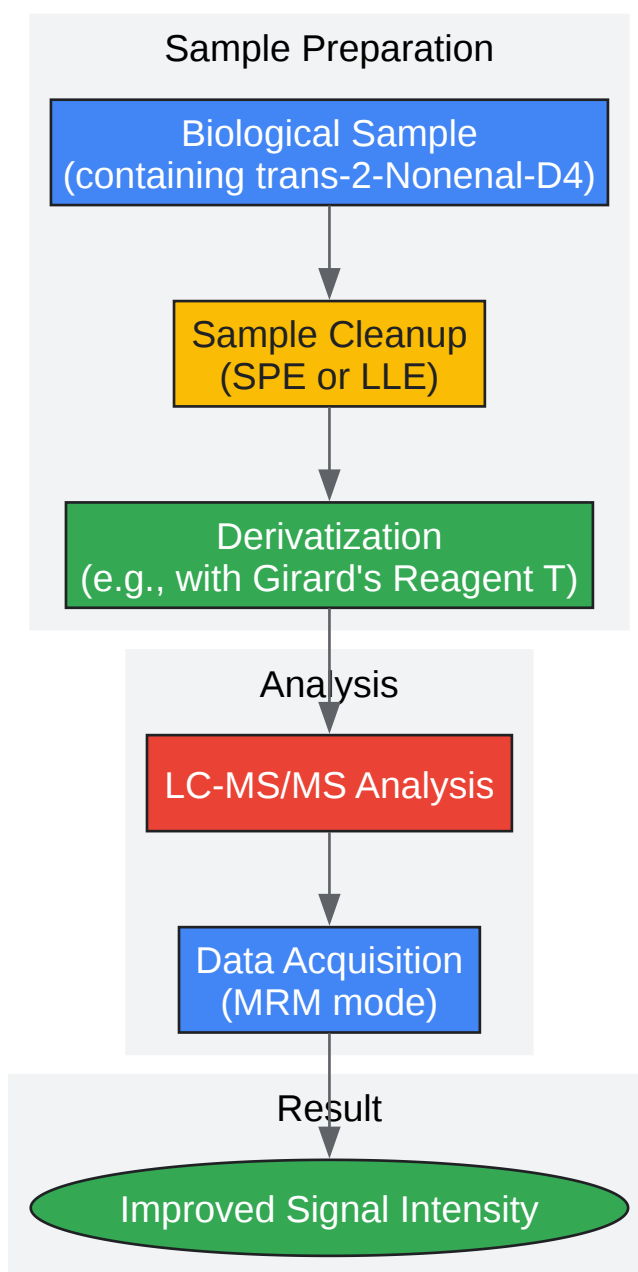 Sample Preparation
Biological Sample
(containing trans-2-Nonenal-D4)
Sample Cleanup
(SPE or LLE)
Derivatization
(e.g., with Girard's Reagent T)
Analysis
LC-MS/MS Analysis
Data Acquisition
(MRM mode)
Result
Improved Signal Intensity